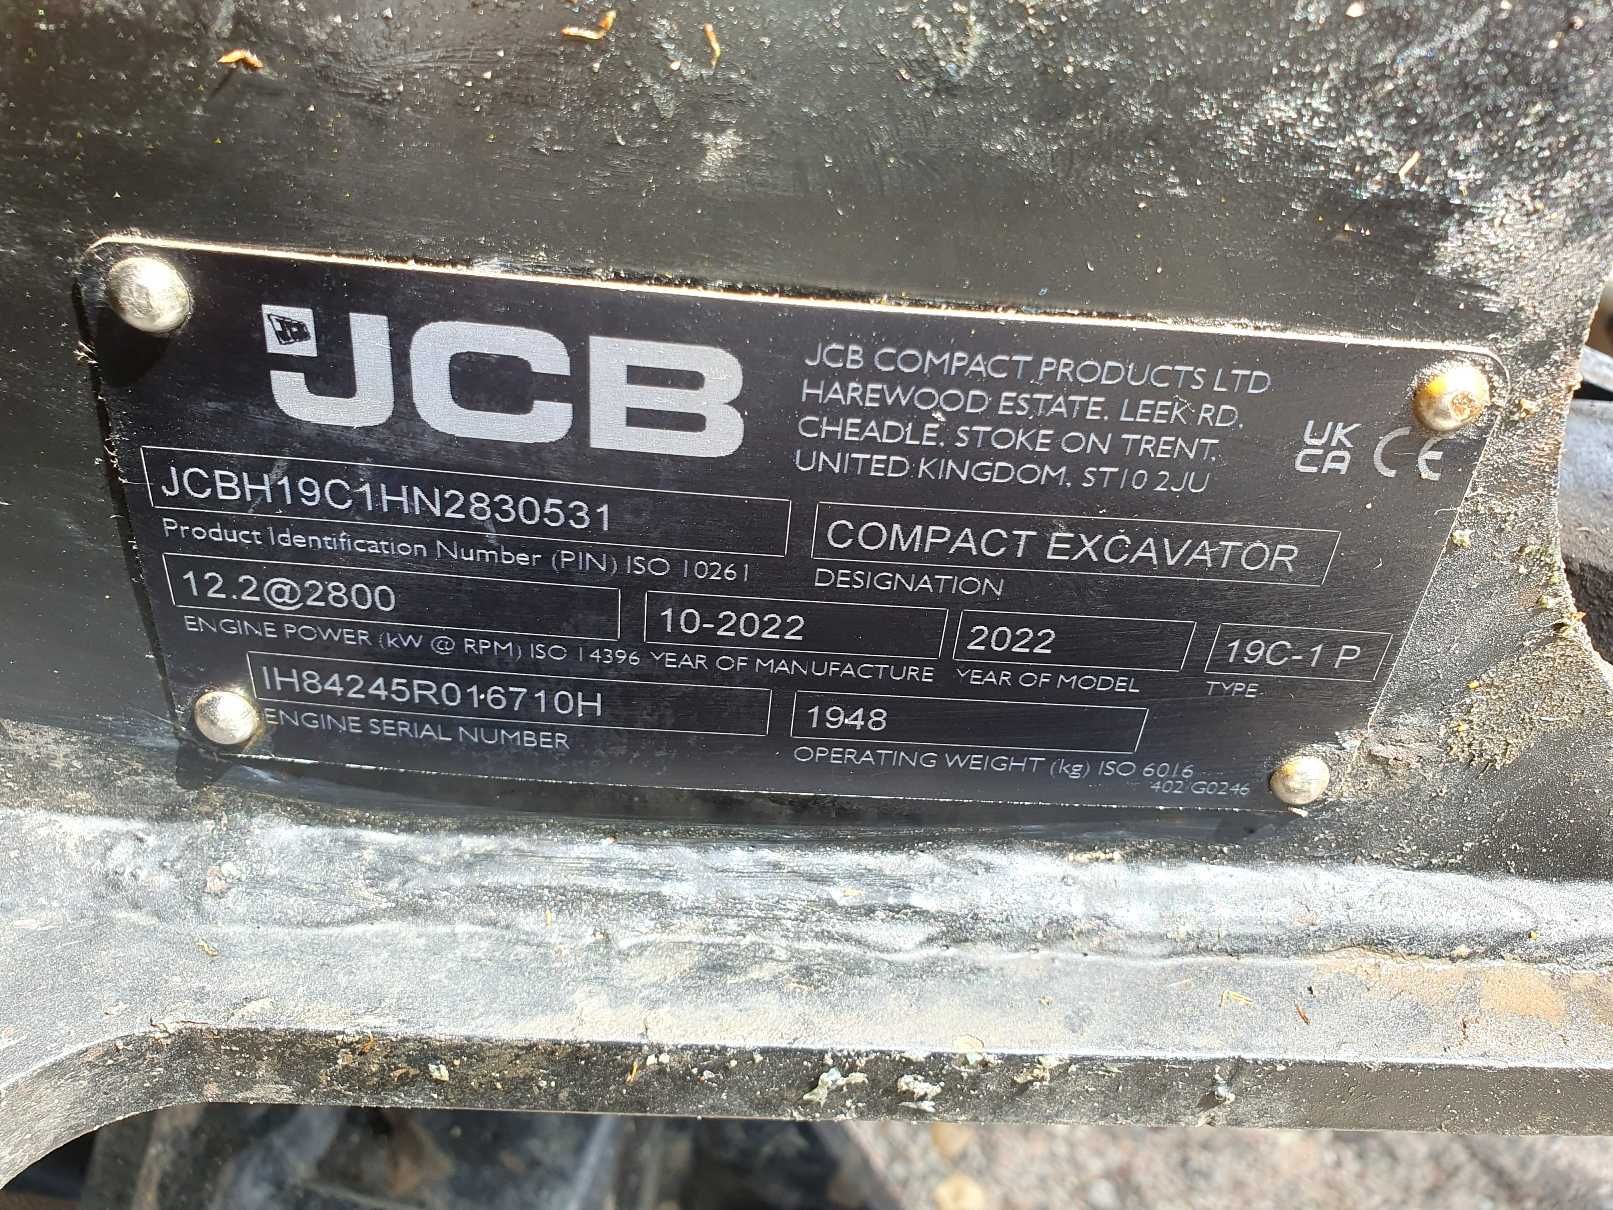 JCB
JCB COMPACT PRODUCTS LTD
HAREWOOD ESTATE, LEEK RD,
CHEADLE, STOKE ON TRENT,
UNITED KINGDOM, ST10 2JU
UK
CA CE
JCBH19C1HN2830531
Product Identification Number (PIN) ISO 10261
COMPACT EXCAVATOR
DESIGNATION
12.2@2800
ENGINE POWER (kW @ RPM) ISO 14396
10-2022
YEAR OF MANUFACTURE
2022
YEAR OF MODEL
19C-1 P
TYPE
IH84245R016710H
ENGINE SERIAL NUMBER
1948
OPERATING WEIGHT (kg) ISO 6016
402/G0246